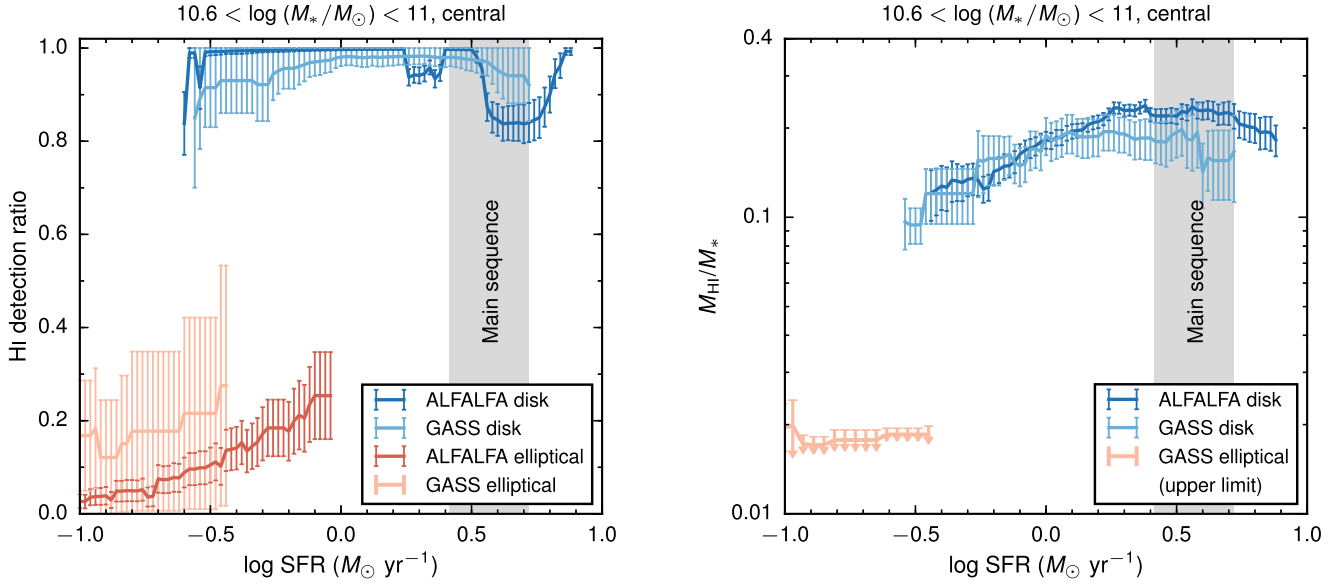 10.6 < log (M*/M⊙) < 11, central
1.0
0.8
0.6
0.4
0.2
0.0
HI detection ratio
Main sequence
ALFALFA disk
GASS disk
ALFALFA elliptical
GASS elliptical
−1.0 −0.5 0.0 0.5 1.0
log SFR (M⊙ yr−1)
10.6 < log (M*/M⊙) < 11, central
0.4
0.1
0.01
MHI/M*
Main sequence
ALFALFA disk
GASS disk
GASS elliptical
(upper limit)
−1.0 −0.5 0.0 0.5 1.0
log SFR (M⊙ yr−1)